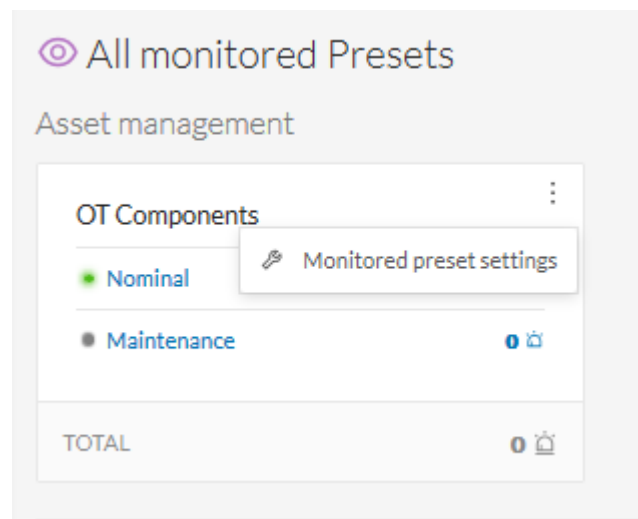 All monitored Presets
Asset management
OT Components
Monitored preset settings
Nominal
Maintenance 0
TOTAL 0